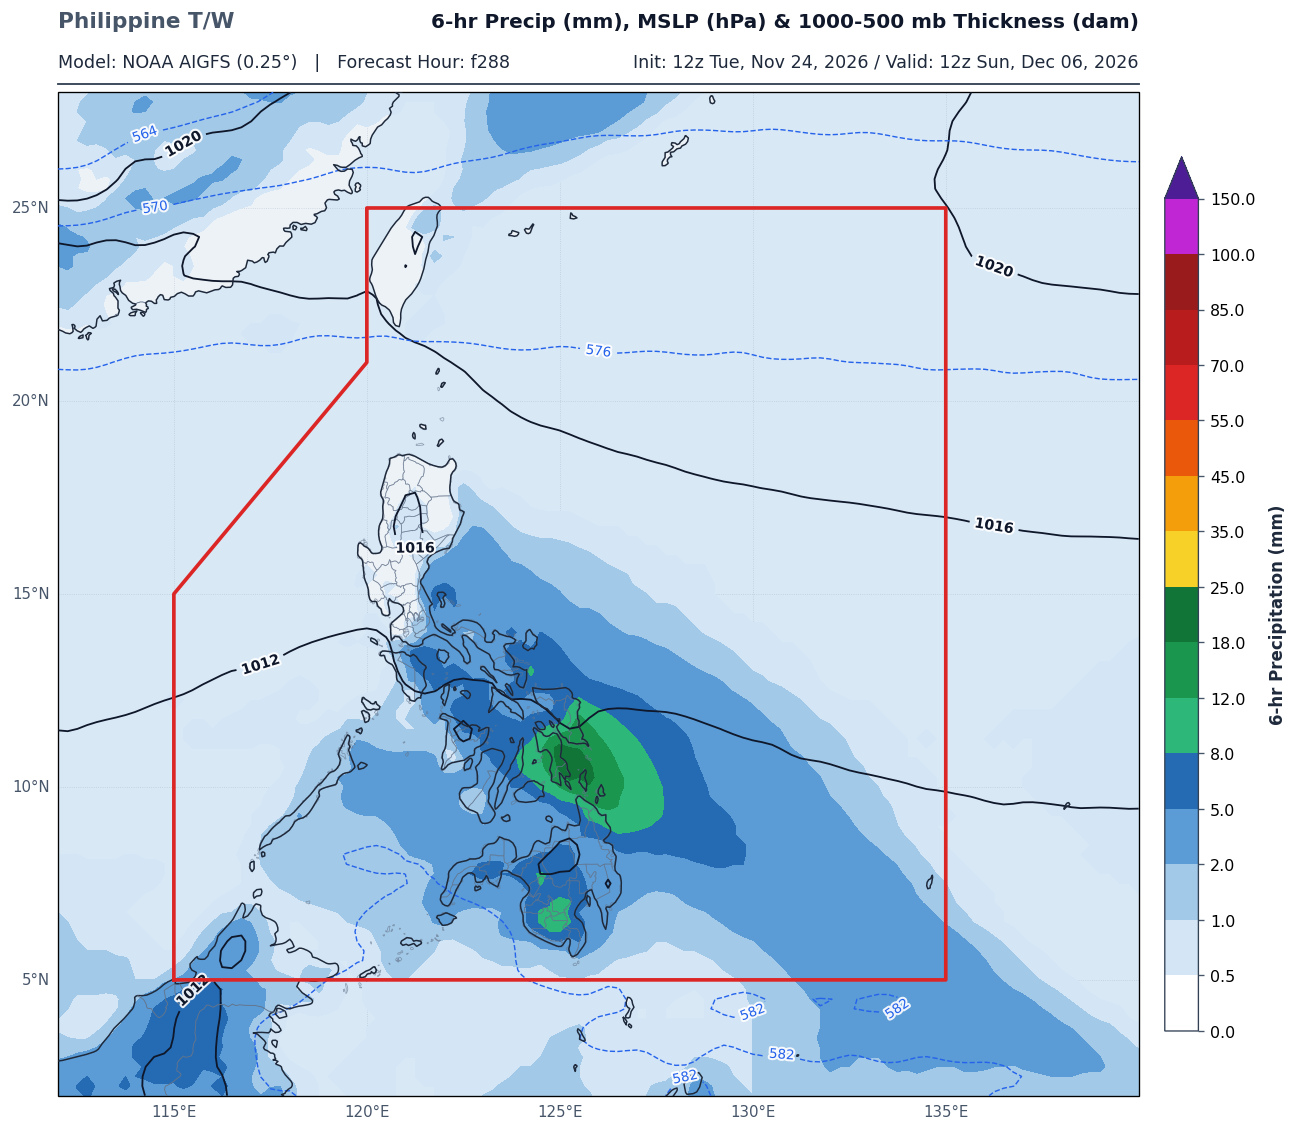 Philippine T/W
6-hr Precip (mm), MSLP (hPa) & 1000-500 mb Thickness (dam)
Model: NOAA AIGFS (0.25°) | Forecast Hour: f288
Init: 12z Tue, Nov 24, 2026 / Valid: 12z Sun, Dec 06, 2026
564
1020
570
25°N
1020
576
20°N
1016
1016
15°N
1012
10°N
5°N
1012
582
582
582
582
115°E
120°E
125°E
130°E
135°E
150.0
100.0
85.0
70.0
55.0
45.0
35.0
25.0
18.0
12.0
8.0
5.0
2.0
1.0
0.5
0.0
6-hr Precipitation (mm)